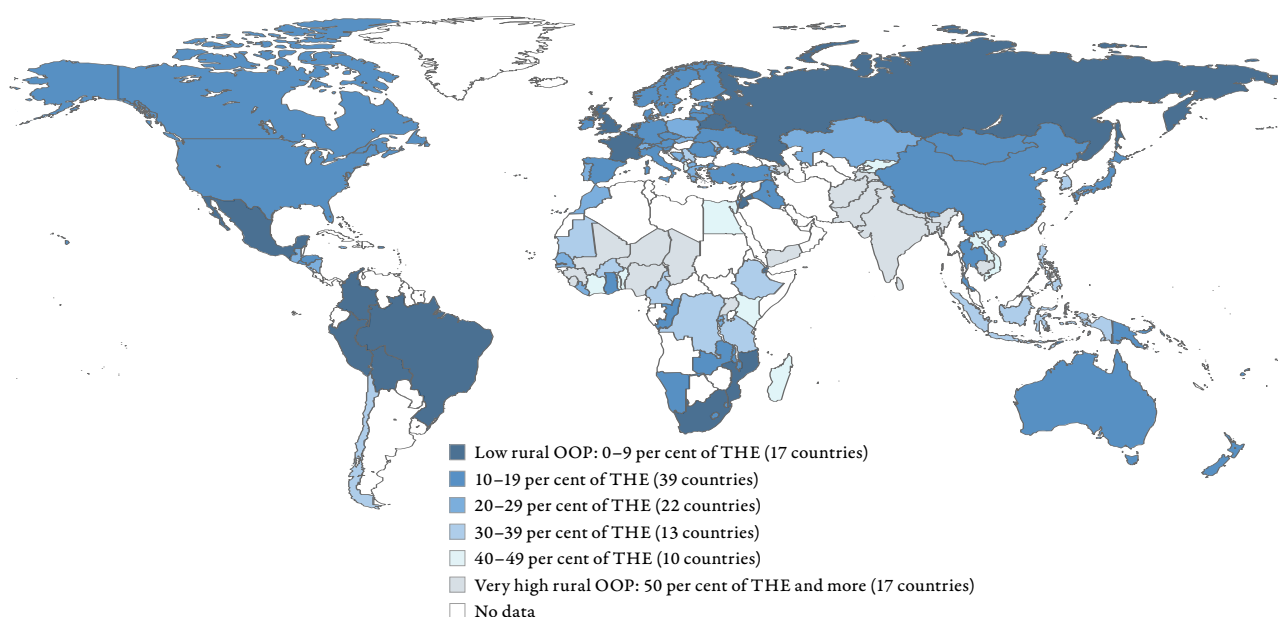 Low rural OOP: 0–9 per cent of THE (17 countries)
10–19 per cent of THE (39 countries)
20–29 per cent of THE (22 countries)
30–39 per cent of THE (13 countries)
40–49 per cent of THE (10 countries)
Very high rural OOP: 50 per cent of THE and more (17 countries)
No data